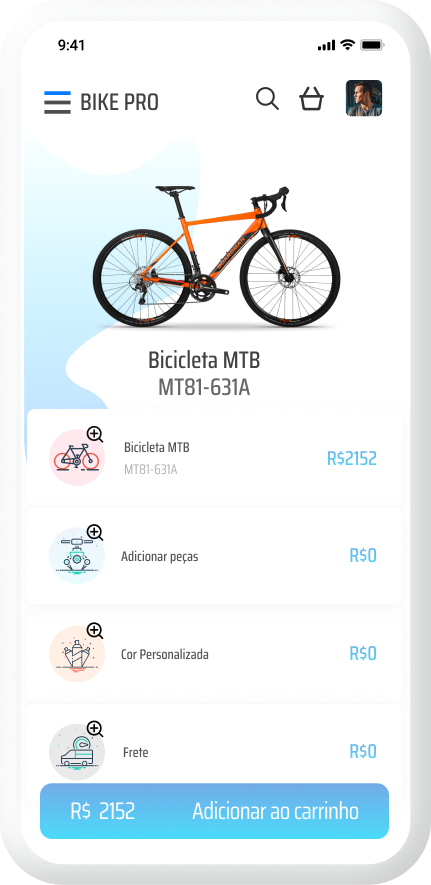 9:41
BIKE PRO
Bicicleta MTB
MT81-631A
Bicicleta MTB
MT81-631A
R$2152
Adicionar peças
R$0
Cor Personalizada
R$0
Frete
R$0
R$ 2152
Adicionar ao carrinho